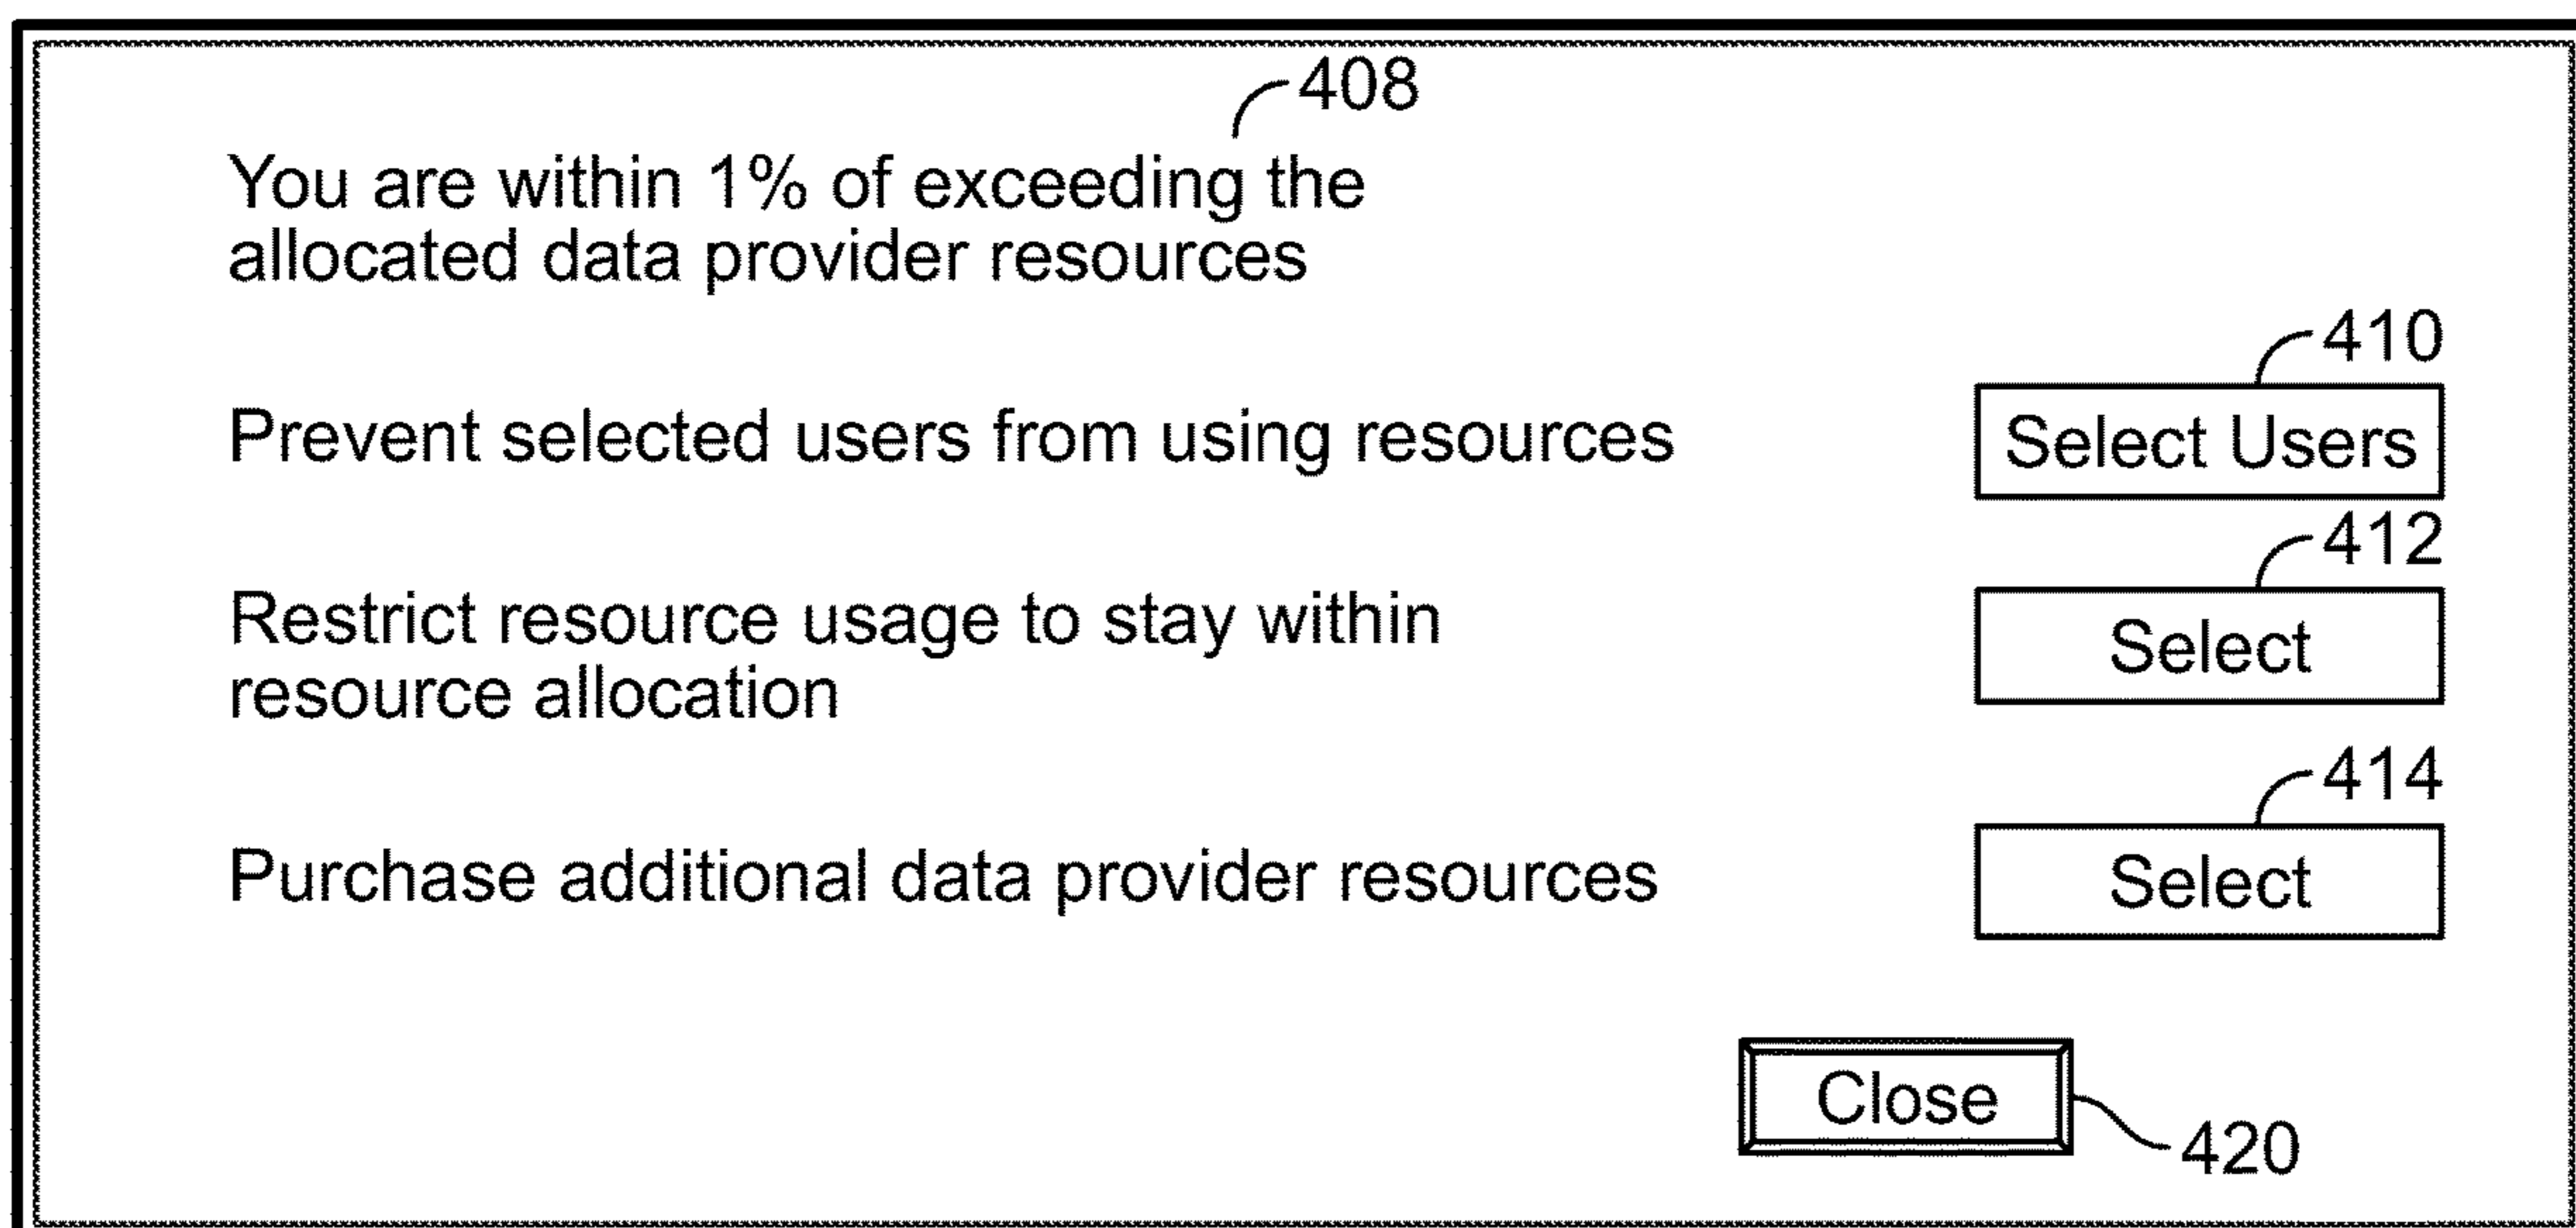 408
You are within 1% of exceeding the
allocated data provider resources
410
Prevent selected users from using resources
Select Users
412
Restrict resource usage to stay within
resource allocation
Select
414
Purchase additional data provider resources
Select
Close
420